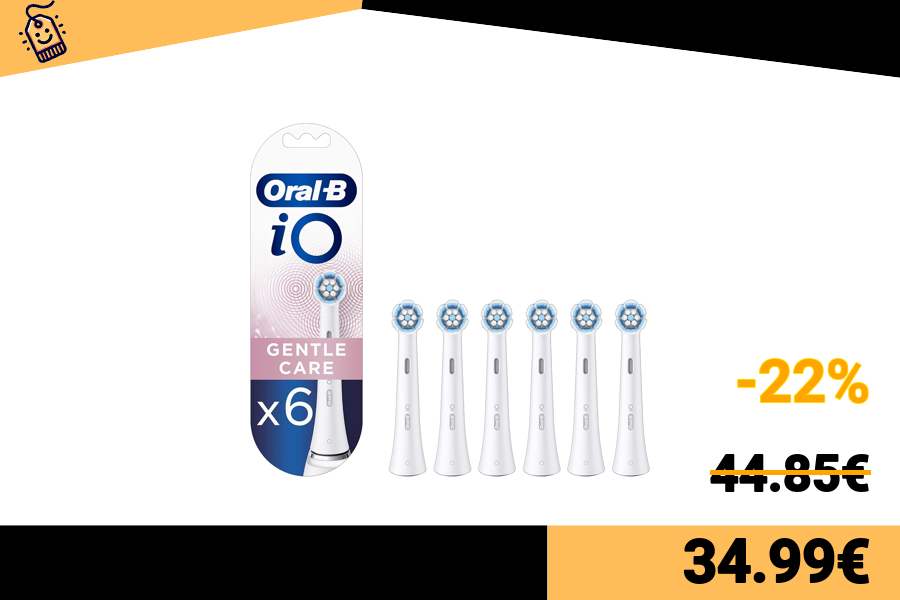 Oral-B
iO
GENTLE
CARE
x6
-22%
44.85€
34.99€